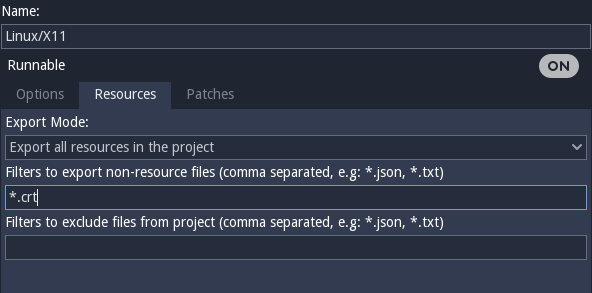 Name:
Linux/X11
Runnable
ON
Options Resources Patches
Export Mode:
Export all resources in the project
Filters to export non-resource files (comma separated, e.g: *.json, *.txt)
*.crt
Filters to exclude files from project (comma separated, e.g: *.json, *.txt)